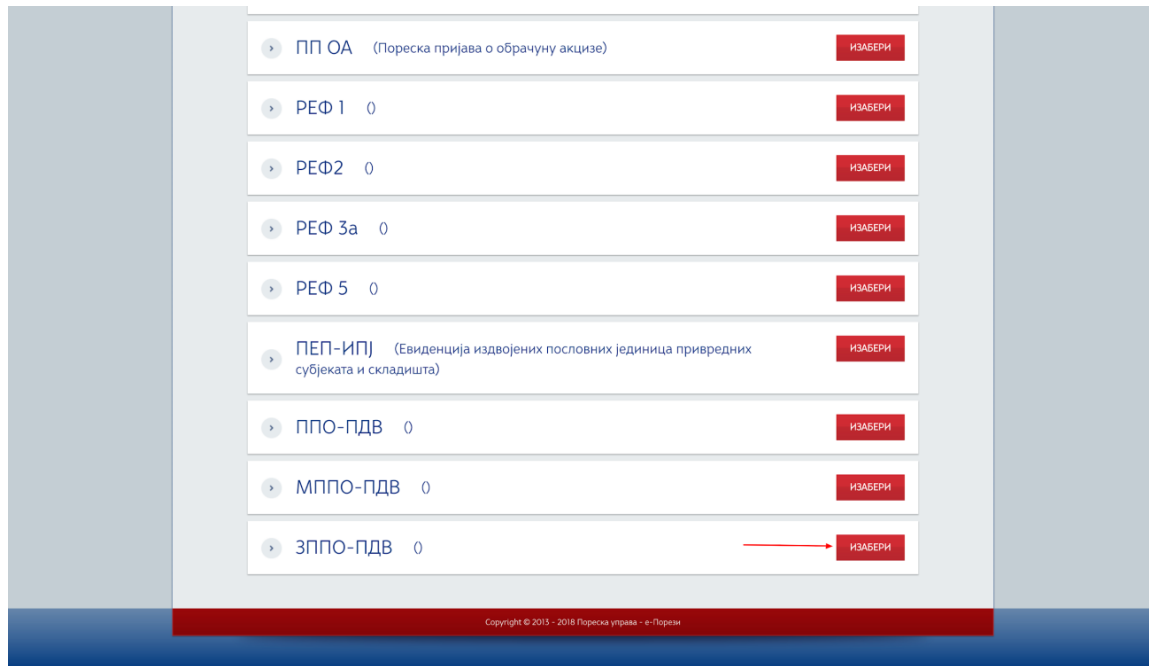 ПП ОА (Пореска пријава о обрачуну акцизе) ИЗАБЕРИ
РЕФ 1 () ИЗАБЕРИ
РЕФ2 () ИЗАБЕРИ
РЕФ 3а () ИЗАБЕРИ
РЕФ 5 () ИЗАБЕРИ
ПЕП-ИПЈ (Евиденција издвојених пословних јединица привредних ИЗАБЕРИ
субјеката и складишта)
ППО-ПДВ () ИЗАБЕРИ
МППО-ПДВ () ИЗАБЕРИ
ЗППО-ПДВ () ИЗАБЕРИ
Copyright © 2013 - 2018 Пореска управа - е-Порези